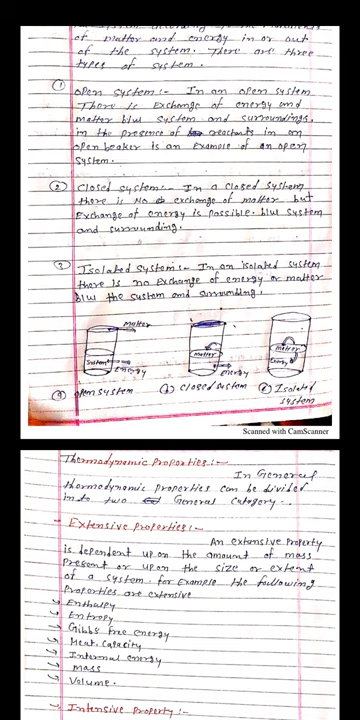 of matter and energy in or out
of the system. There are three
types of system.
① open system:- In an open system
There is Exchange of energy and
matter blw system and surroundings.
in the presence of reactants in an
open beaker is an Example of an open
system.
② Closed system:- In a closed system
there is No exchange of matter but
Exchange of energy is possible. blw system
and surrounding.
③ Isolated system:- In an isolated system
there is no Exchange of energy or matter
blw the sustom and surrounding.
matter
system
Energy
matter
Energy
matter
Energy
(a) open system (b) closed system (c) Isolated
system
Scanned with CamScanner
Thermodynamic Properties:-
In General
thermodynamic properties can be divided
in to two General Category.
- Extensive Properties:-
An extensive property
is dependent up on the amount of mass
present or upon the size or extent
of a system. for Example the following
Properties are extensive
→ Enthalpy
→ Entropy
→ Gibbs free energy
→ Heat capacity
→ Internal energy
→ Mass
→ Volume.
- Intensive Property:-